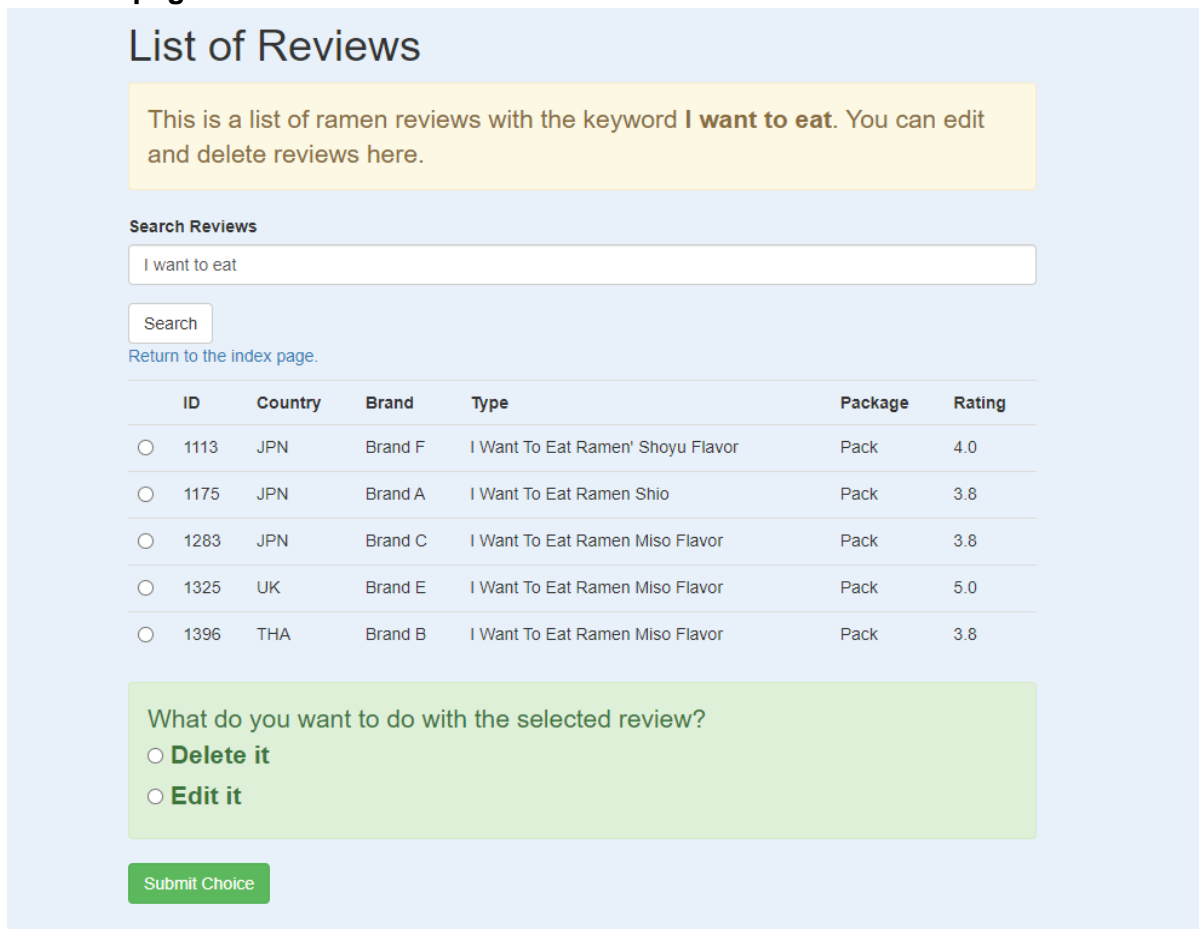 List of Reviews
This is a list of ramen reviews with the keyword I want to eat. You can edit
and delete reviews here.
Search Reviews
I want to eat
Search
Return to the index page.
ID Country Brand Type Package Rating
1113 JPN Brand F I Want To Eat Ramen' Shoyu Flavor Pack 4.0
1175 JPN Brand A I Want To Eat Ramen Shio Pack 3.8
1283 JPN Brand C I Want To Eat Ramen Miso Flavor Pack 3.8
1325 UK Brand E I Want To Eat Ramen Miso Flavor Pack 5.0
1396 THA Brand B I Want To Eat Ramen Miso Flavor Pack 3.8
What do you want to do with the selected review?
Delete it
Edit it
Submit Choice